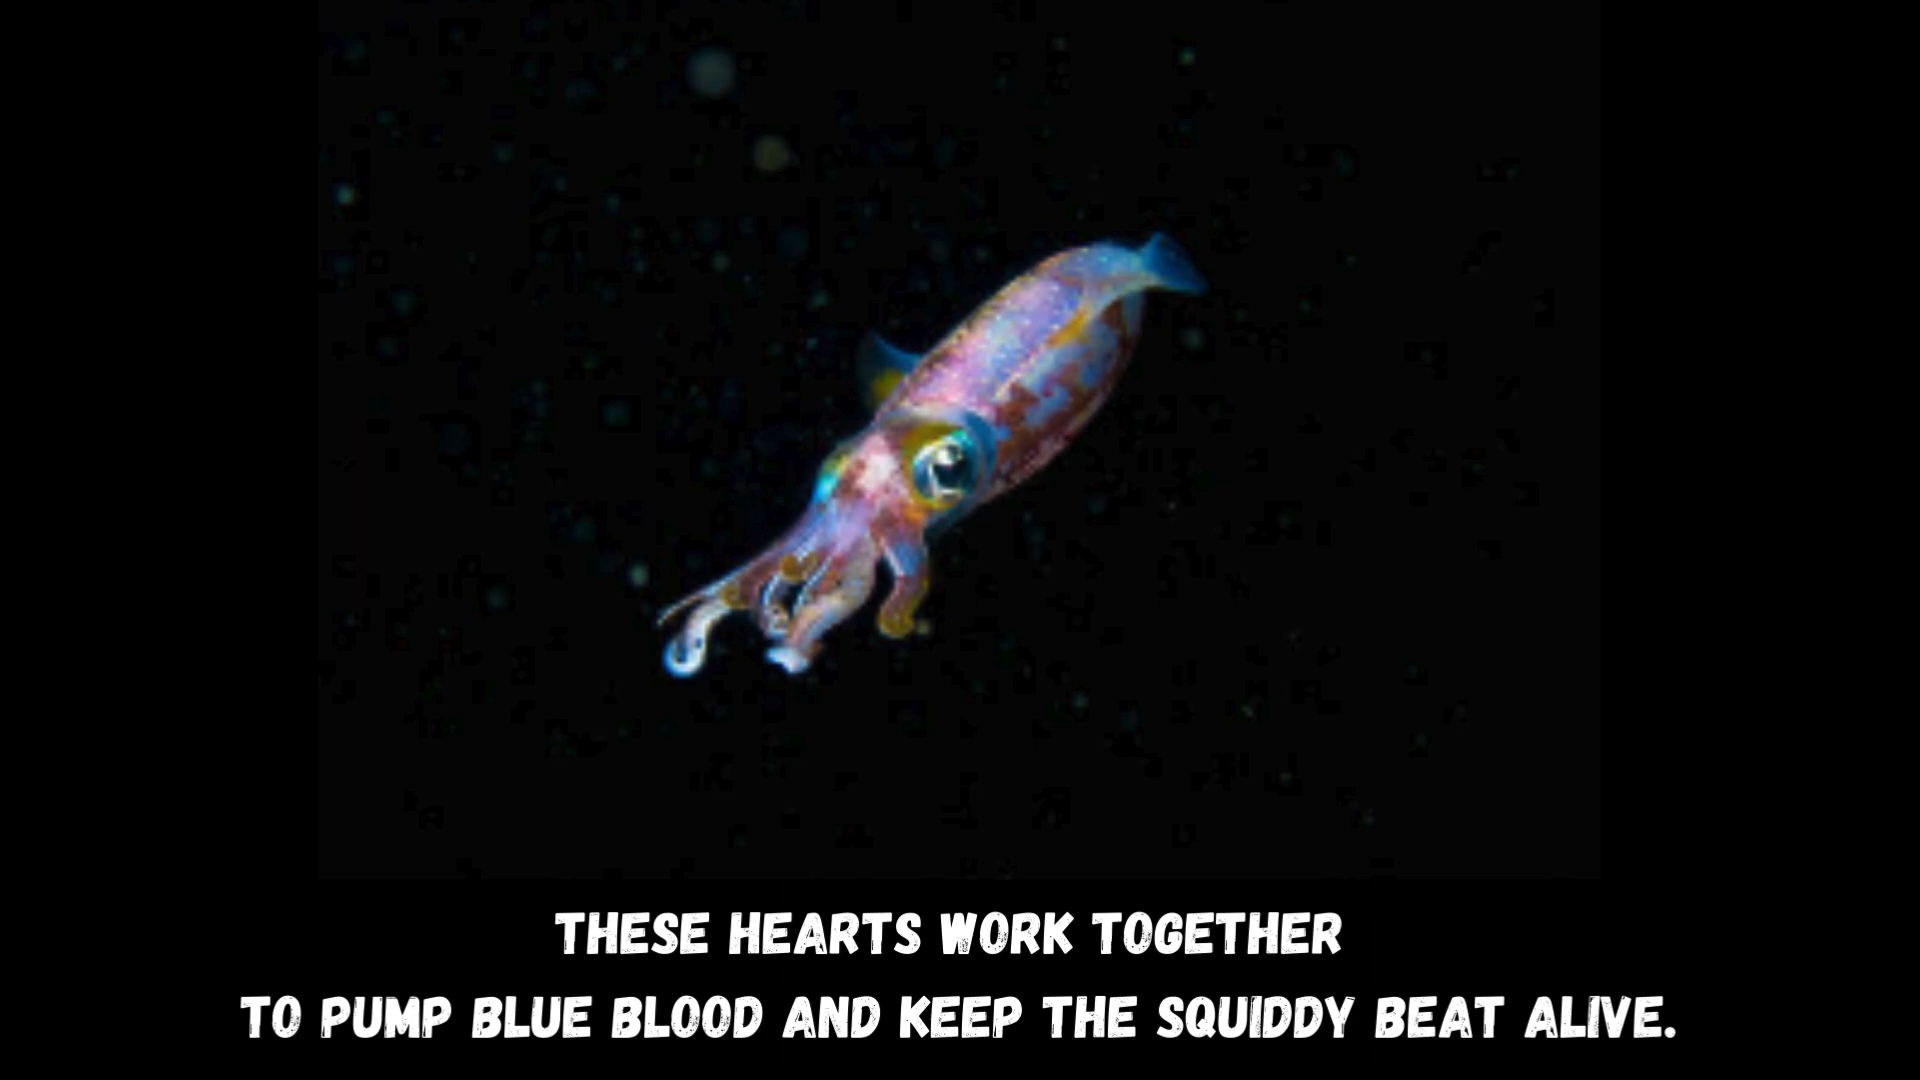 THESE HEARTS WORK TOGETHER
TO PUMP BLUE BLOOD AND KEEP THE SQUIDDY BEAT ALIVE.